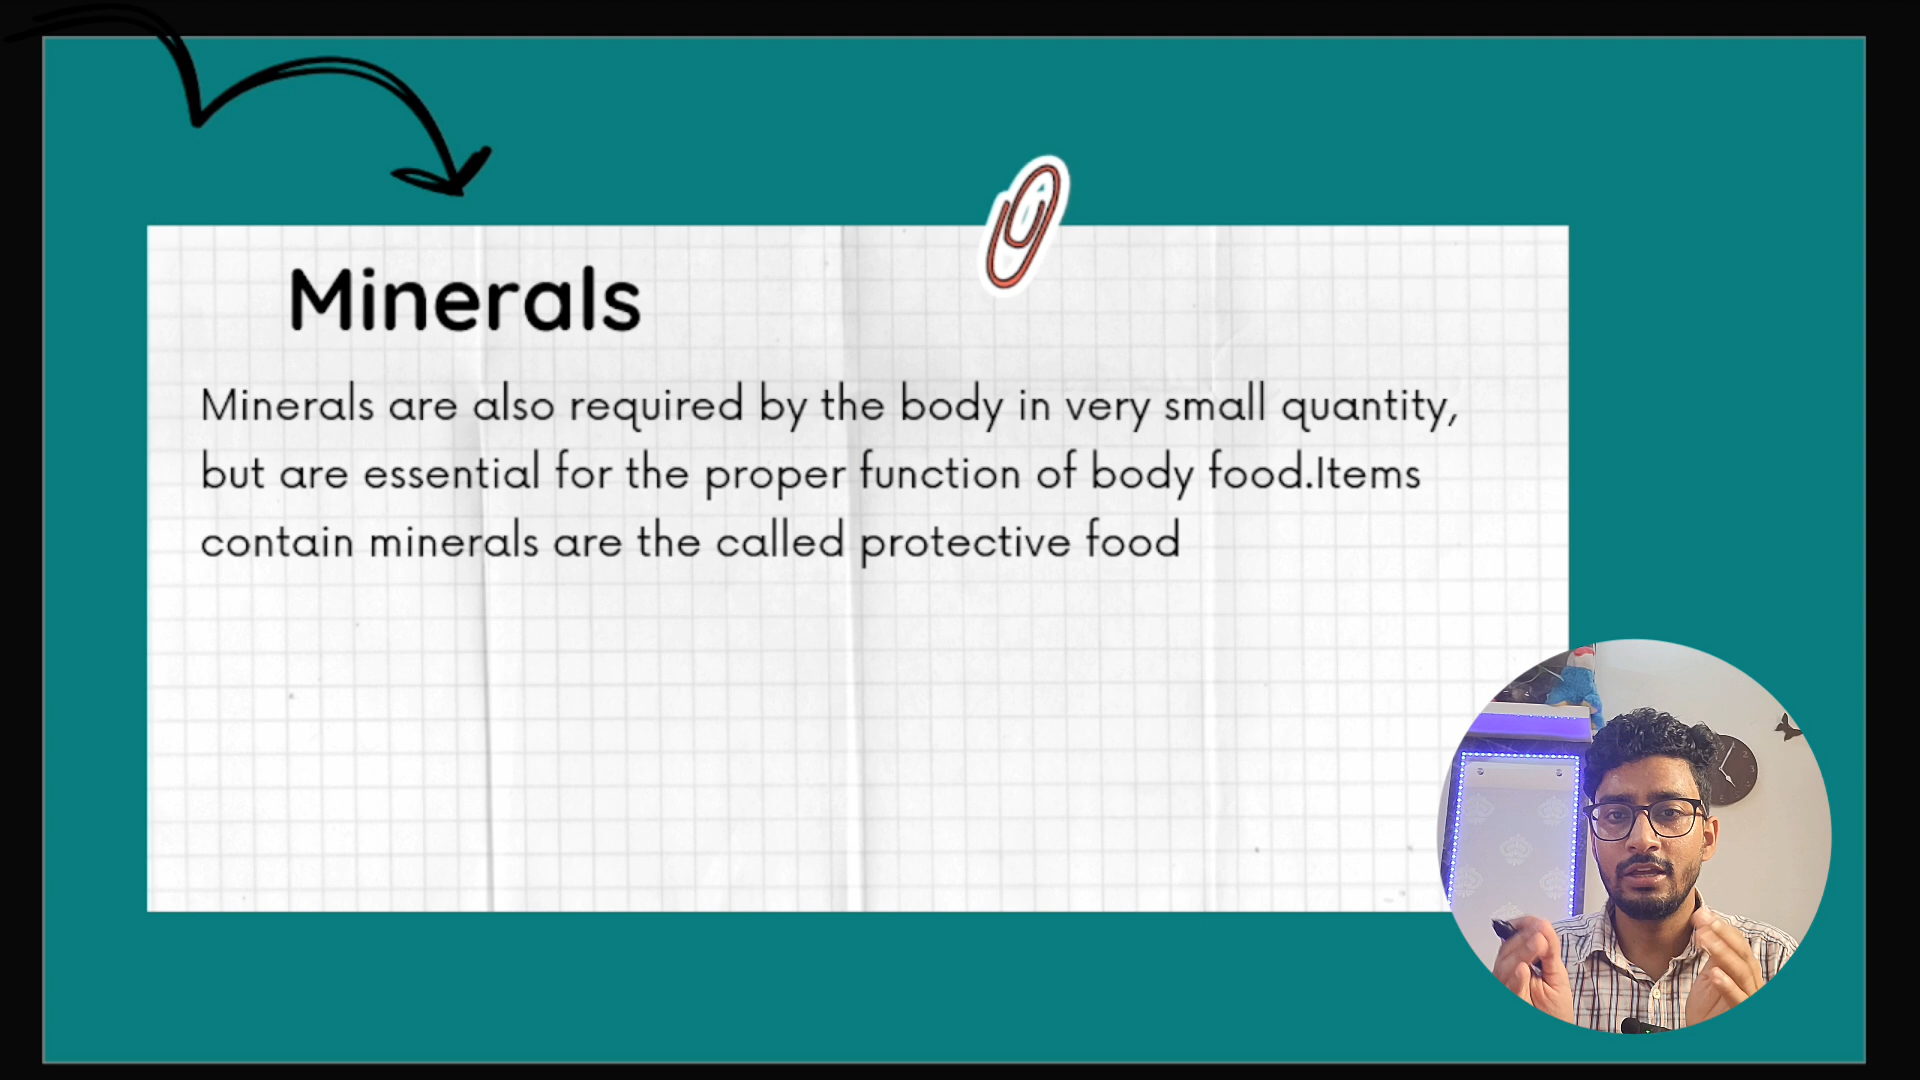 Minerals
Minerals are also required by the body in very small quantity,
but are essential for the proper function of body food.Items
contain minerals are the called protective food